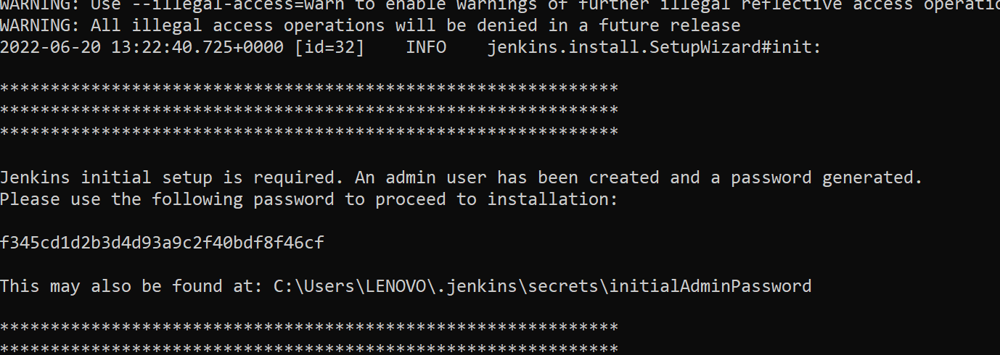 WARNING: Use --illegal-access=warn to enable warnings of further illegal reflective access
WARNING: All illegal access operations will be denied in a future release
2022-06-20 13:22:40.725+0000 [id=32]    INFO    jenkins.install.SetupWizard#init:
*************************************************************
*************************************************************
*************************************************************
Jenkins initial setup is required. An admin user has been created and a password generated.
Please use the following password to proceed to installation:
f345cd1d2b3d4d93a9c2f40bdf8f46cf
This may also be found at: C:\Users\LENOVO\.jenkins\secrets\initialAdminPassword
*************************************************************
*************************************************************